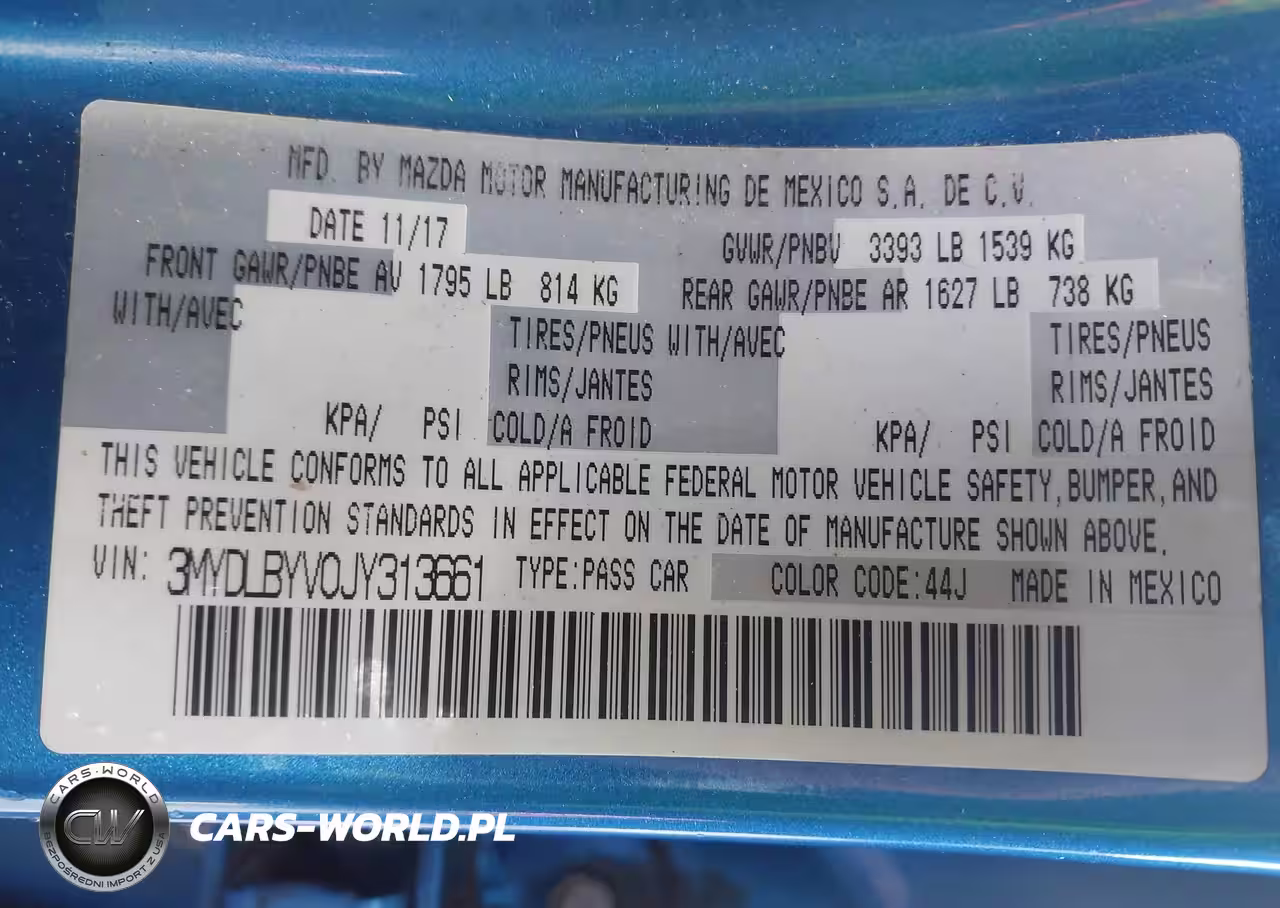 MFD. BY MAZDA MOTOR MANUFACTURING DE MEXICO S.A. DE C.V.
DATE 11/17 GVWR/PNBV 3393 LB 1539 KG
FRONT GAWR/PNBE AV 1795 LB 814 KG REAR GAWR/PNBE AR 1627 LB 738 KG
WITH/AVEC TIRES/PNEUS WITH/AVEC TIRES/PNEUS
RIMS/JANTES RIMS/JANTES
KPA/ PSI COLD/A FROID KPA/ PSI COLD/A FROID
THIS VEHICLE CONFORMS TO ALL APPLICABLE FEDERAL MOTOR VEHICLE SAFETY, BUMPER, AND
THEFT PREVENTION STANDARDS IN EFFECT ON THE DATE OF MANUFACTURE SHOWN ABOVE.
VIN: 3MYDLBYV0JY313661 TYPE:PASS CAR COLOR CODE:44J MADE IN MEXICO
CARS-WORLD
CW
BEZPOŚREDNI IMPORT Z USA
CARS-WORLD.PL